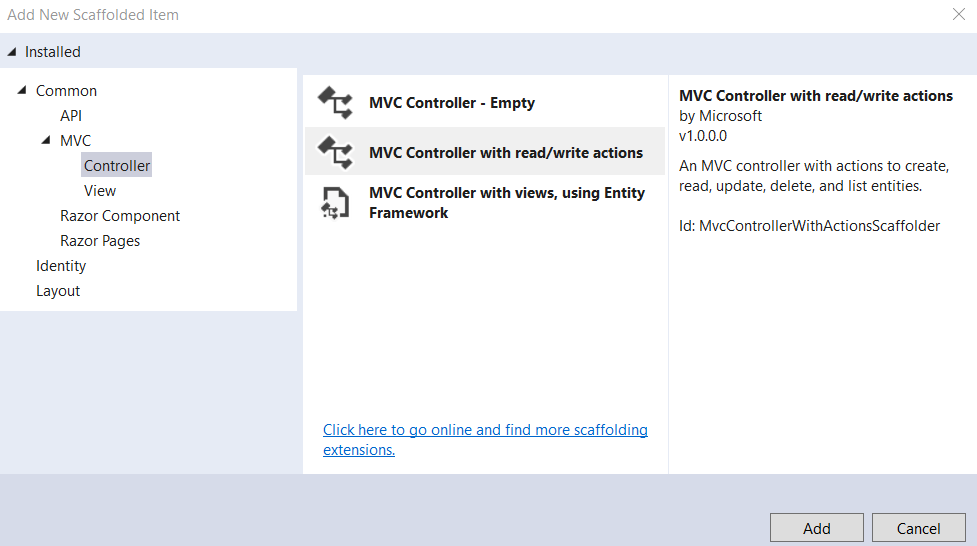 Add New Scaffolded Item
Installed
Common
API
MVC
Controller
View
Razor Component
Razor Pages
Identity
Layout
MVC Controller - Empty
MVC Controller with read/write actions
MVC Controller with views, using Entity
Framework
Click here to go online and find more scaffolding
extensions.
MVC Controller with read/write actions
by Microsoft
v1.0.0.0
An MVC controller with actions to create,
read, update, delete, and list entities.
Id: MvcControllerWithActionsScaffolder
Add
Cancel